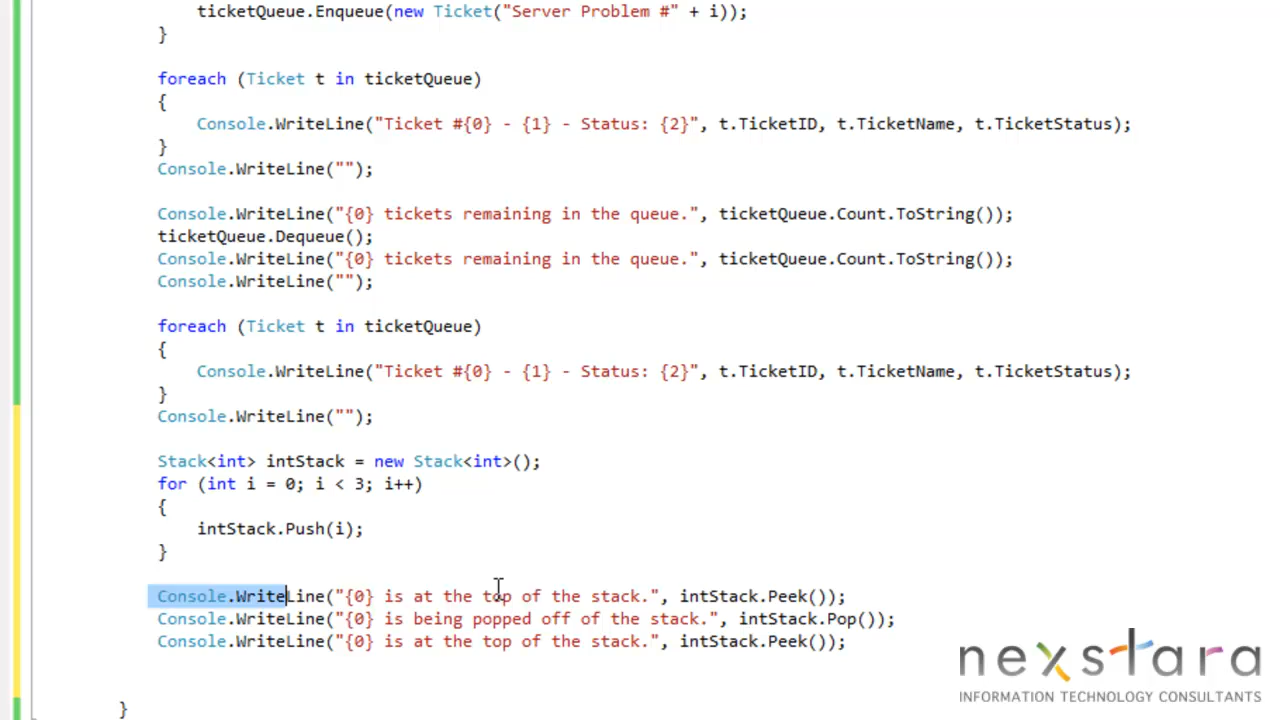 ticketQueue.Enqueue(new Ticket("Server Problem #" + i));
}
foreach (Ticket t in ticketQueue)
{
Console.WriteLine("Ticket #{0} - {1} - Status: {2}", t.TicketID, t.TicketName, t.TicketStatus);
}
Console.WriteLine("");
Console.WriteLine("{0} tickets remaining in the queue.", ticketQueue.Count.ToString());
ticketQueue.Dequeue();
Console.WriteLine("{0} tickets remaining in the queue.", ticketQueue.Count.ToString());
Console.WriteLine("");
foreach (Ticket t in ticketQueue)
{
Console.WriteLine("Ticket #{0} - {1} - Status: {2}", t.TicketID, t.TicketName, t.TicketStatus);
}
Console.WriteLine("");
Stack<int> intStack = new Stack<int>();
for (int i = 0; i < 3; i++)
{
intStack.Push(i);
}
Console.WriteLine("{0} is at the top of the stack.", intStack.Peek());
Console.WriteLine("{0} is being popped off of the stack.", intStack.Pop());
Console.WriteLine("{0} is at the top of the stack.", intStack.Peek());
}
nexstara
INFORMATION TECHNOLOGY CONSULTANTS